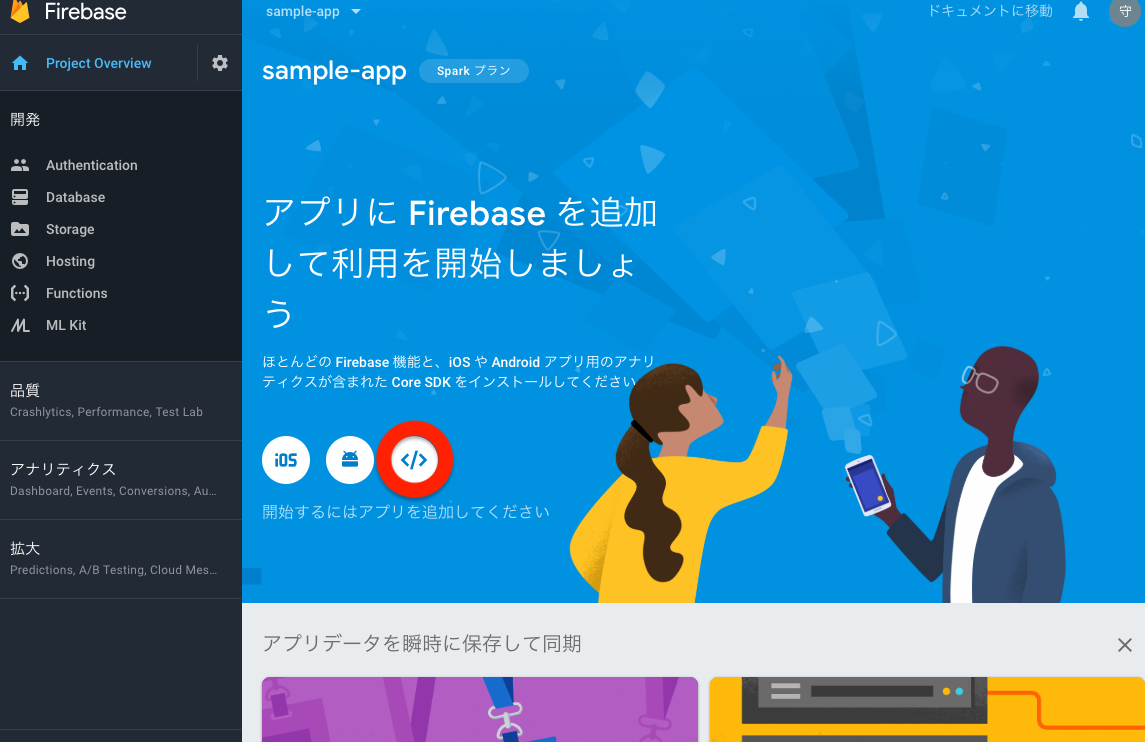 Firebase
Project Overview
開発
Authentication
Database
Storage
Hosting
Functions
ML Kit
品質
Crashlytics, Performance, Test Lab
アナリティクス
Dashboard, Events, Conversions, Au...
拡大
Predictions, A/B Testing, Cloud Mes...
sample-app
ドキュメントに移動
守
sample-app
Spark プラン
アプリに Firebase を追加
して利用を開始しましょ
う
ほとんどの Firebase 機能と、iOS や Android アプリ用のアナリ
ティクスが含まれた Core SDK をインストールしてください
iOS
</>
開始するにはアプリを追加してください
アプリデータを瞬時に保存して同期